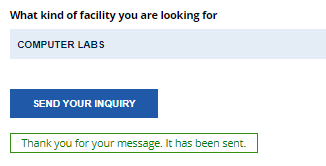 What kind of facility you are looking for
COMPUTER LABS
SEND YOUR INQUIRY
Thank you for your message. It has been sent.